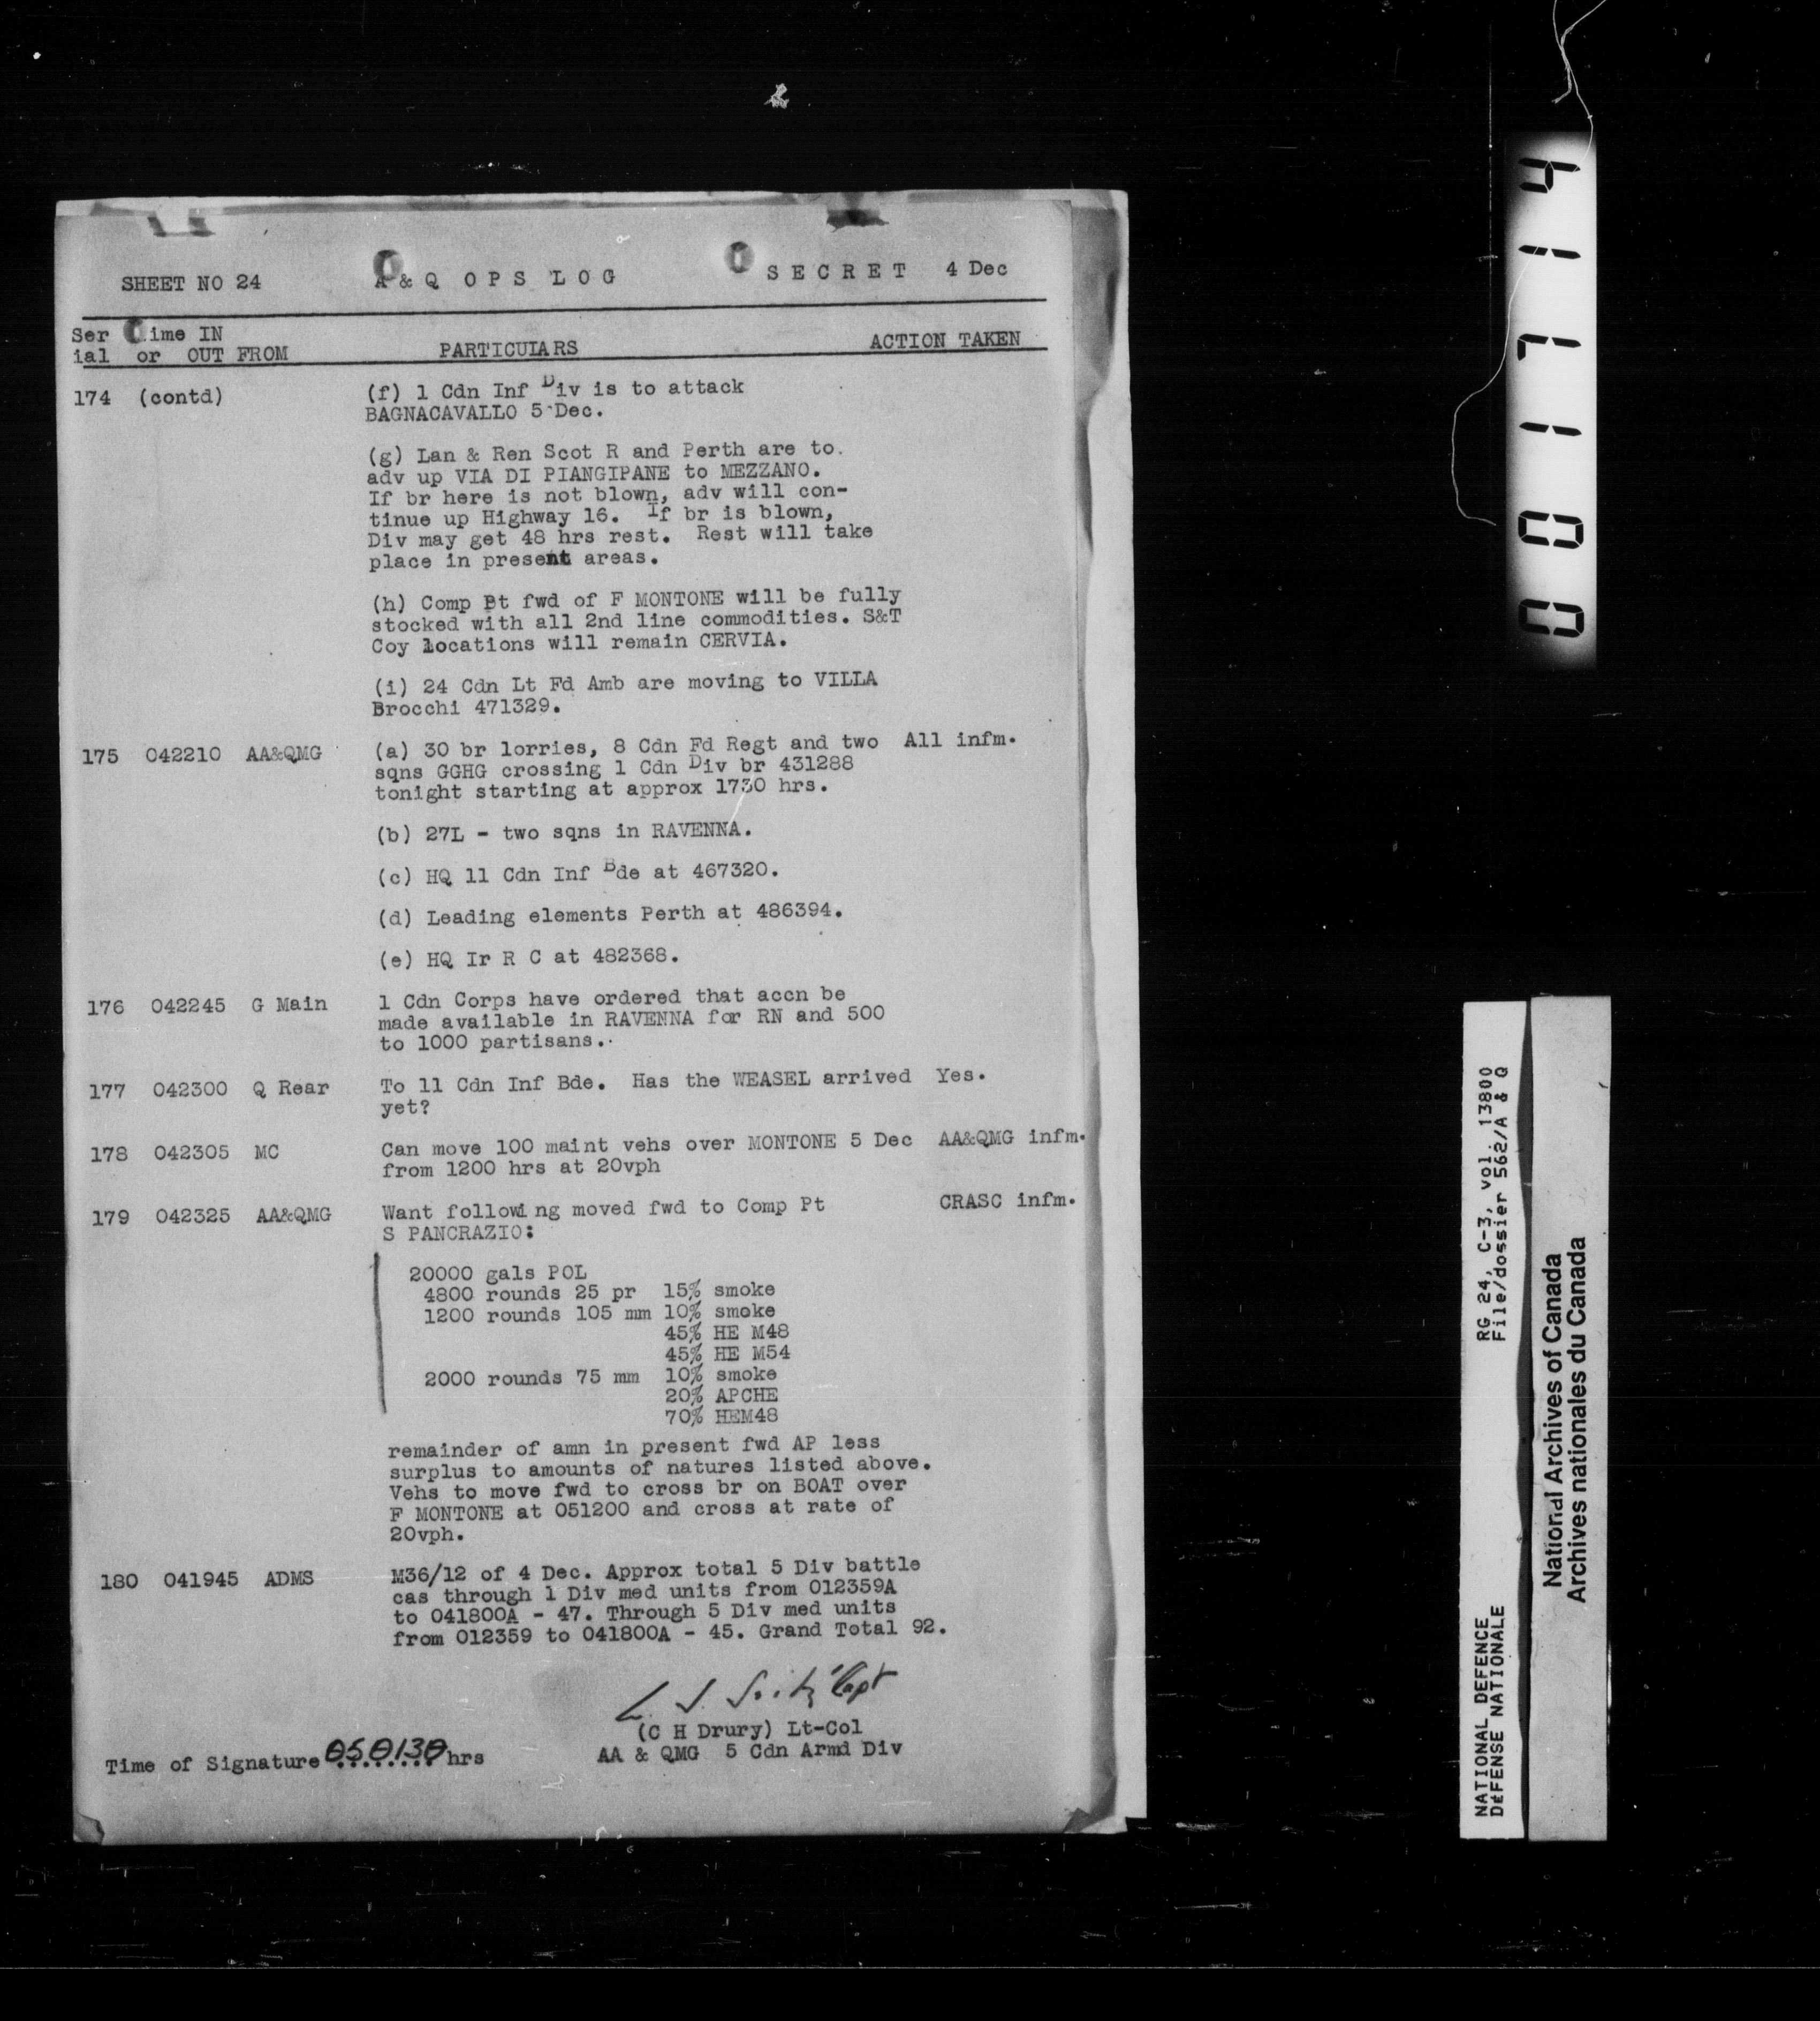 SHEET NO 24 A & Q OPS LOG SECRET 4 Dec
Ser Time IN
ial or OUT FROM PARTICULARS ACTION TAKEN
174 (contd) (f) 1 Cdn Inf Div is to attack
BAGNACAVALLO 5 Dec.
(g) Lan & Ren Scot R and Perth are to
adv up VIA DI PIANGIPANE to MEZZANO.
If br here is not blown, adv will con-
tinue up Highway 16. If br is blown,
Div may get 48 hrs rest. Rest will take
place in present areas.
(h) Comp Pt fwd of F MONTONE will be fully
stocked with all 2nd line commodities. S&T
Coy locations will remain CERVIA.
(i) 24 Cdn Lt Fd Amb are moving to VILLA
Brocchi 471329.
175 042210 AA&QMG (a) 30 br lorries, 8 Cdn Fd Regt and two All infm.
sqns GGHG crossing 1 Cdn Div br 431288
tonight starting at approx 1730 hrs.
(b) 27L - two sqns in RAVENNA.
(c) HQ 11 Cdn Inf Bde at 467320.
(d) Leading elements Perth at 486394.
(e) HQ Ir R C at 482368.
176 042245 G Main 1 Cdn Corps have ordered that accn be
made available in RAVENNA for RN and 500
to 1000 partisans.
177 042300 Q Rear To 11 Cdn Inf Bde. Has the WEASEL arrived Yes.
yet?
178 042305 MC Can move 100 maint vehs over MONTONE 5 Dec AA&QMG infm.
from 1200 hrs at 20vph
179 042325 AA&QMG Want following moved fwd to Comp Pt CRASC infm.
S PANCRAZIO:
20000 gals POL
4800 rounds 25 pr 15% smoke
1200 rounds 105 mm 10% smoke
45% HE M48
45% HE M54
2000 rounds 75 mm 10% smoke
20% APCHE
70% HEM48
remainder of amn in present fwd AP less
surplus to amounts of natures listed above.
Vehs to move fwd to cross br on BOAT over
F MONTONE at 051200 and cross at rate of
20vph.
180 041945 ADMS M36/12 of 4 Dec. Approx total 5 Div battle
cas through 1 Div med units from 012359A
to 041800A - 47. Through 5 Div med units
from 012359 to 041800A - 45. Grand Total 92.
Capt
(C H Drury) Lt-Col
Time of Signature 050130 hrs AA & QMG 5 Cdn Armd Div
001714
RG 24, C-3, vol. 13800
File/dossier 562/A & Q
NATIONAL DEFENCE
DÉFENSE NATIONALE
National Archives of Canada
Archives nationales du Canada